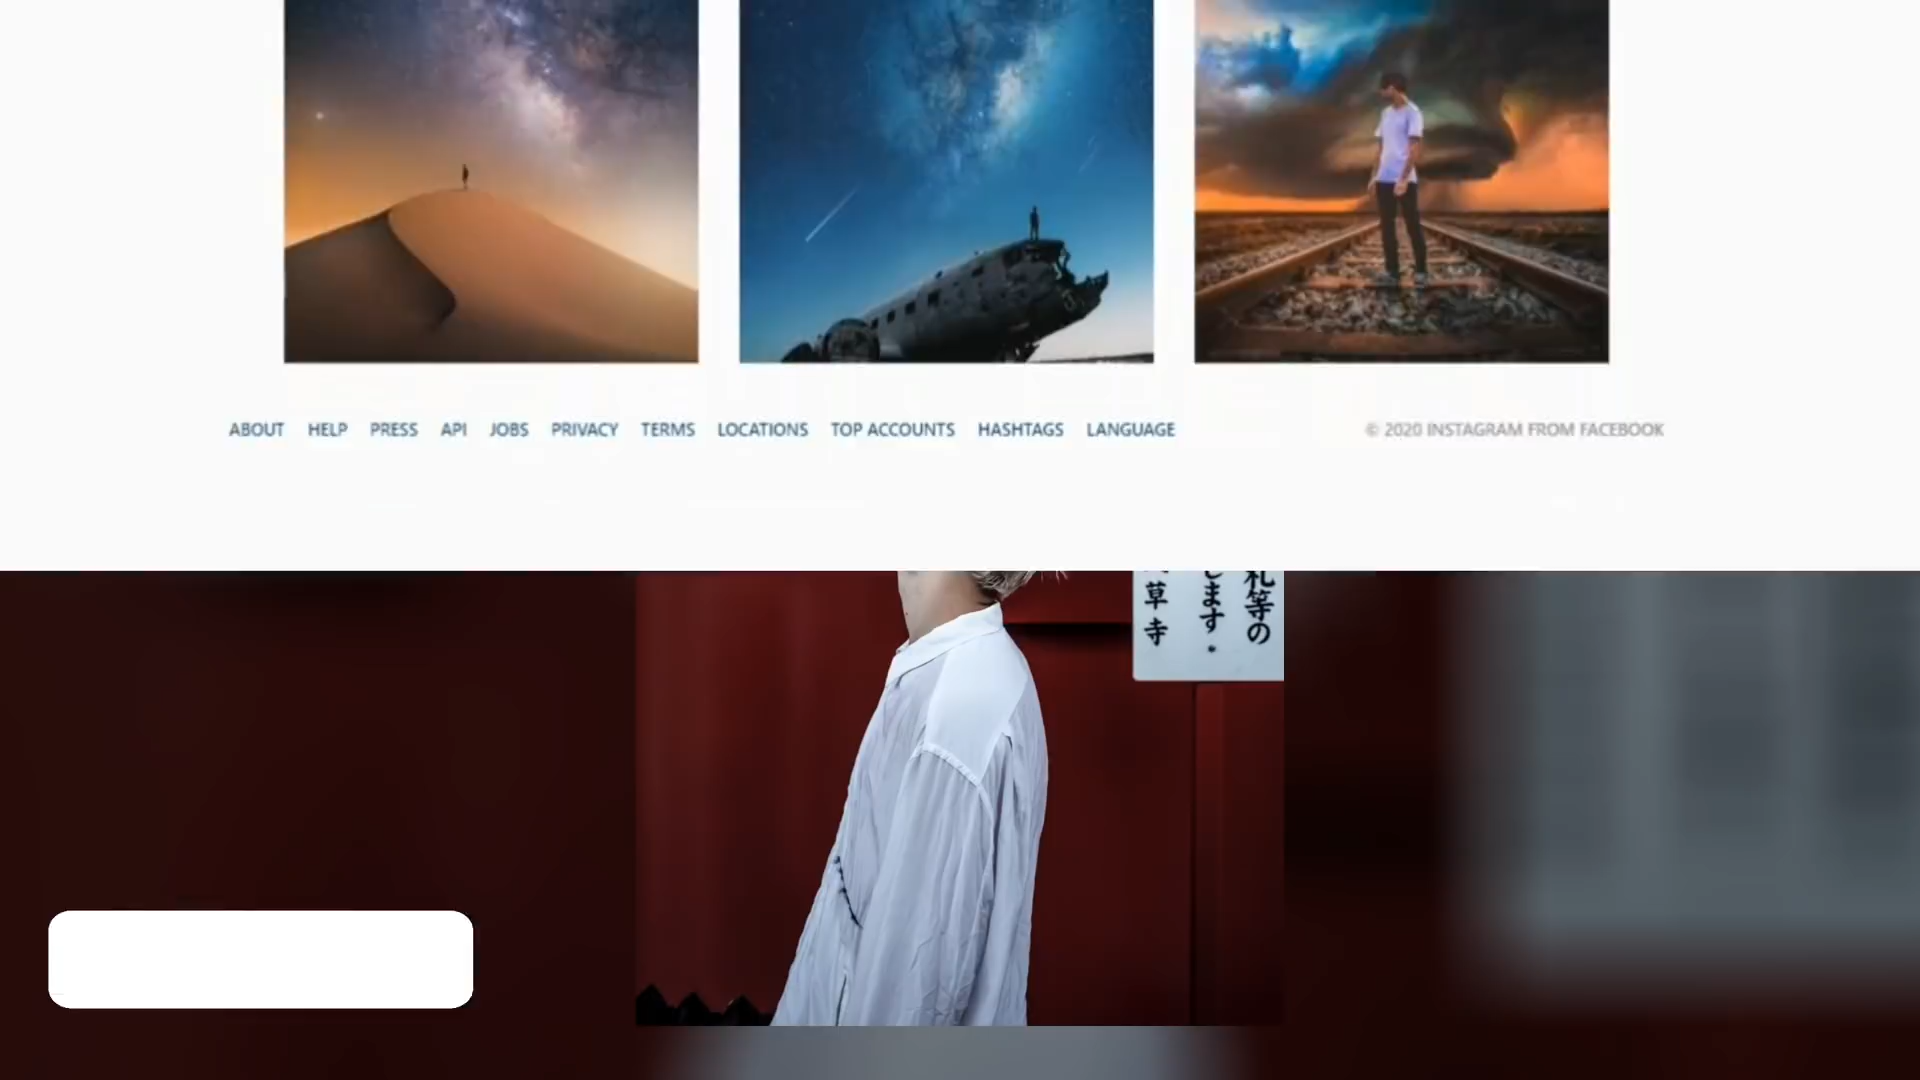 ABOUT HELP PRESS API JOBS PRIVACY TERMS LOCATIONS TOP ACCOUNTS HASHTAGS LANGUAGE
© 2020 INSTAGRAM FROM FACEBOOK
札等の
します。
草寺